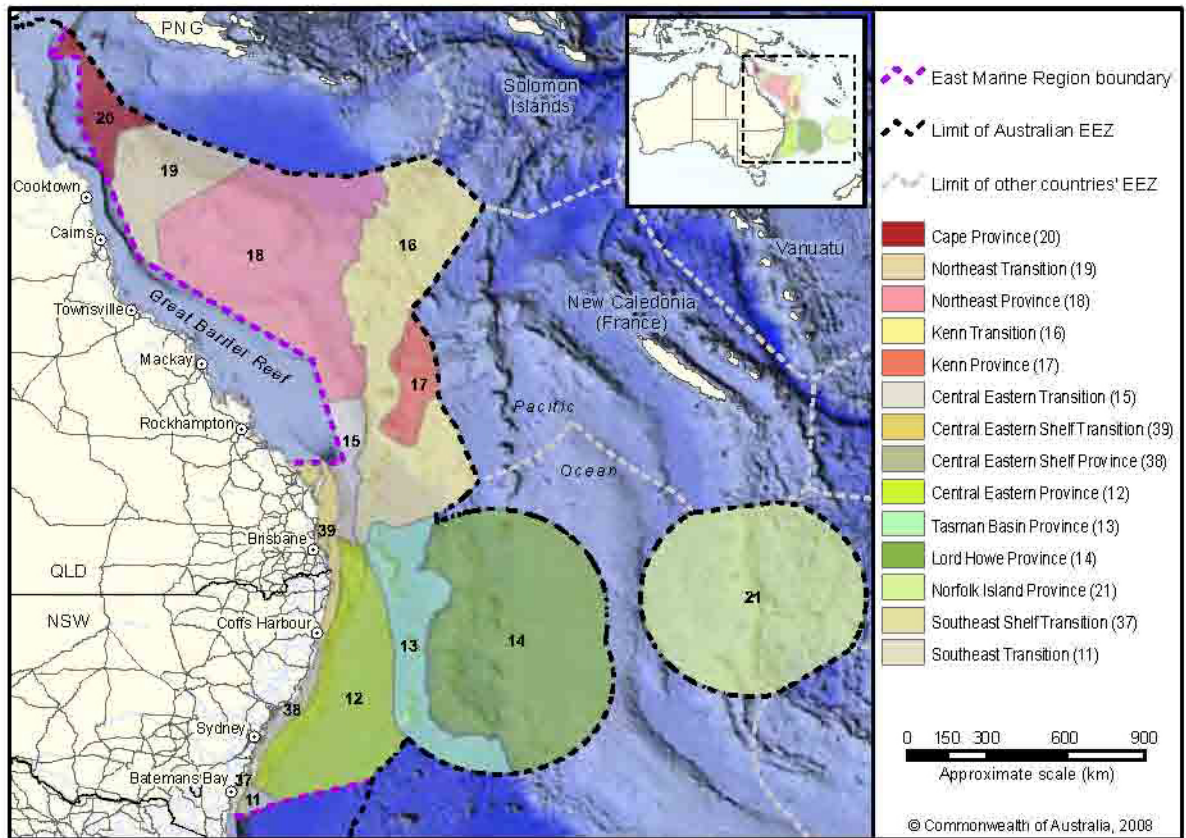 PNG
Solomon
Islands
20
19
Cooktown
Cairns
18
16
Vanuatu
New Caledonia
(France)
Townsville
Great Barrier Reef
Mackay
17
Pacific
Rockhampton
15
Ocean
39
Brisbane
QLD
NSW
Coffs Harbour
21
13
14
12
38
Sydney
Batemans Bay
37
11
East Marine Region boundary
Limit of Australian EEZ
Limit of other countries' EEZ
Cape Province (20)
Northeast Transition (19)
Northeast Province (18)
Kenn Transition (16)
Kenn Province (17)
Central Eastern Transition (15)
Central Eastern Shelf Transition (39)
Central Eastern Shelf Province (38)
Central Eastern Province (12)
Tasman Basin Province (13)
Lord Howe Province (14)
Norfolk Island Province (21)
Southeast Shelf Transition (37)
Southeast Transition (11)
0 150 300 600 900
Approximate scale (km)
© Commonwealth of Australia, 2008